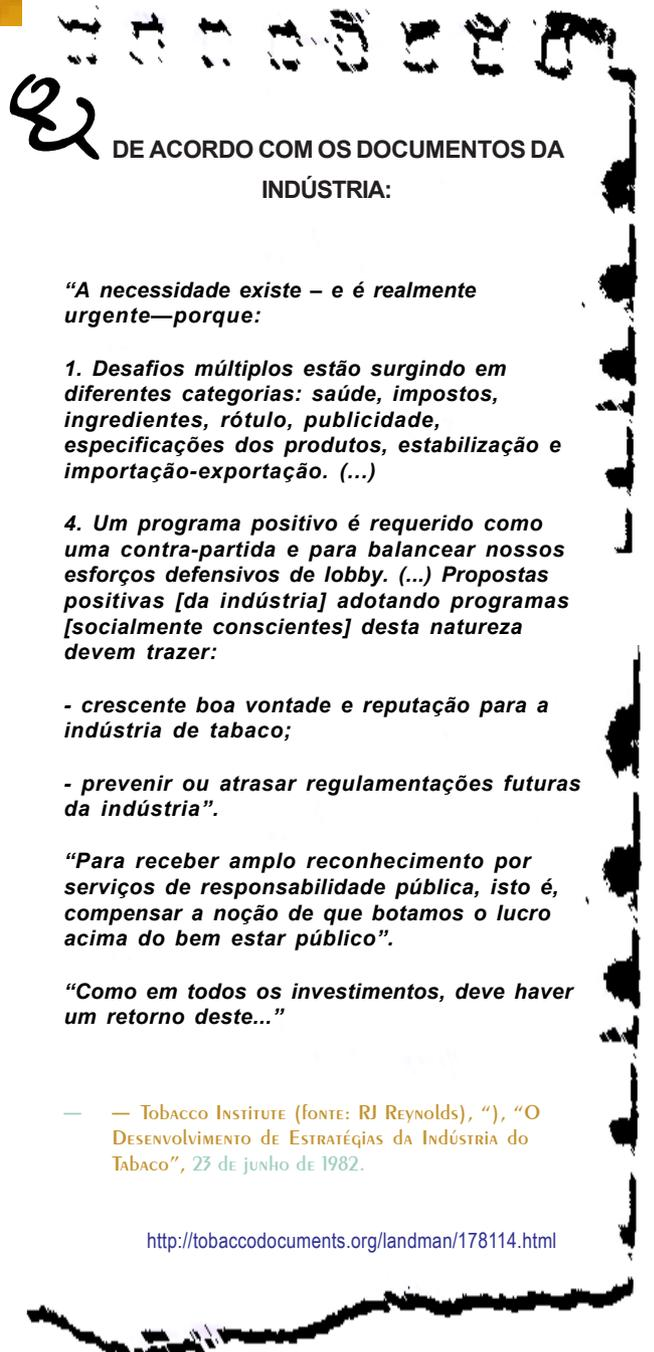 DE ACORDO COM OS DOCUMENTOS DA
INDÚSTRIA:
“A necessidade existe – e é realmente
urgente—porque:
1. Desafios múltiplos estão surgindo em
diferentes categorias: saúde, impostos,
ingredientes, rótulo, publicidade,
especificações dos produtos, estabilização e
importação-exportação. (...)
4. Um programa positivo é requerido como
uma contra-partida e para balancear nossos
esforços defensivos de lobby. (...) Propostas
positivas [da indústria] adotando programas
[socialmente conscientes] desta natureza
devem trazer:
- crescente boa vontade e reputação para a
indústria de tabaco;
- prevenir ou atrasar regulamentações futuras
da indústria”.
“Para receber amplo reconhecimento por
serviços de responsabilidade pública, isto é,
compensar a noção de que botamos o lucro
acima do bem estar público”.
“Como em todos os investimentos, deve haver
um retorno deste...”
— — Tobacco Institute (fonte: RJ Reynolds), “), “O
Desenvolvimento de Estratégias da Indústria do
Tabaco”, 23 de junho de 1982.
http://tobaccodocuments.org/landman/178114.html